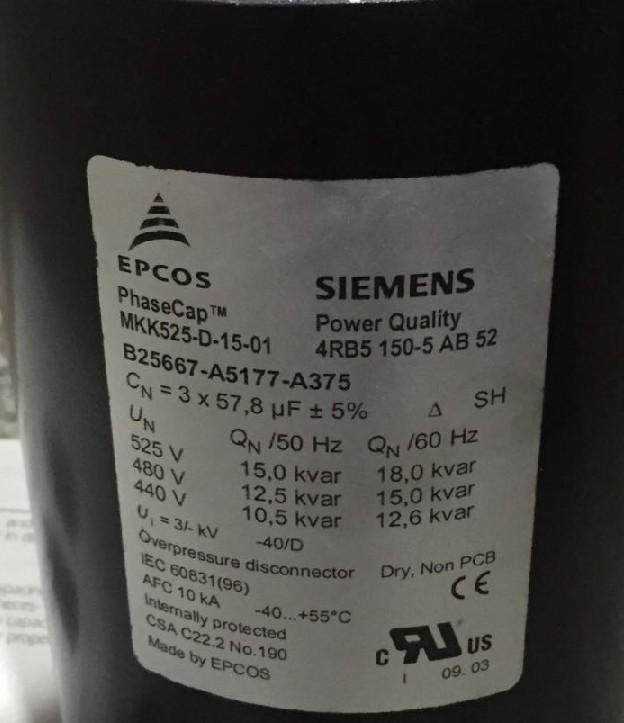 EPCOS
SIEMENS
PhaseCap™
Power Quality
MKK525-D-15-01
4RB5 150-5 AB 52
B25667-A5177-A375
CN = 3 x 57,8 µF ± 5% Δ SH
UN QN /50 Hz QN /60 Hz
525 V 15,0 kvar 18,0 kvar
480 V 12,5 kvar 15,0 kvar
440 V 10,5 kvar 12,6 kvar
Ui = 3/- kV -40/D
Overpressure disconnector Dry, Non PCB
IEC 60831(96) CE
AFC 10 kA -40...+55°C
Internally protected
CSA C22.2 No.190
Made by EPCOS
C RU US
09. 03